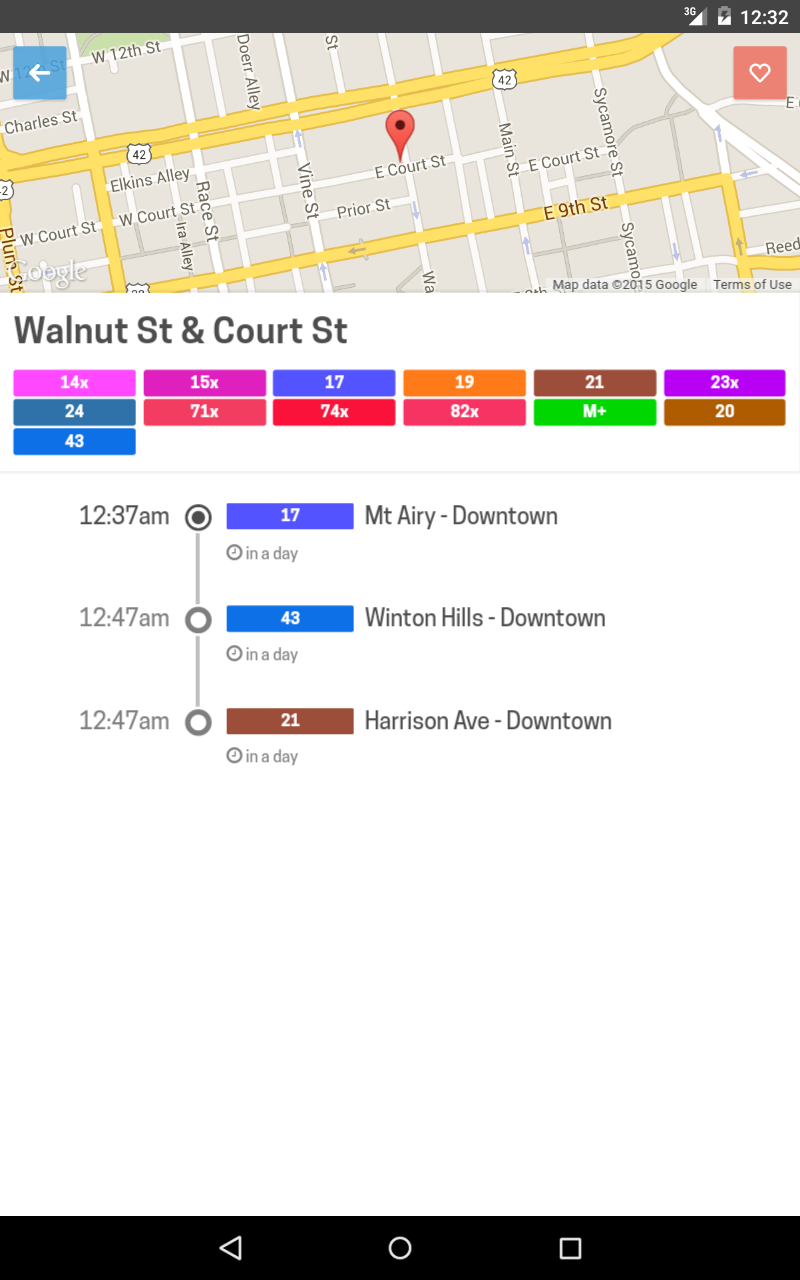 3G 12:32
W 12th St
W 12th St
Doerr Alley
St
42
Charles St
42
Elkins Alley
Race St
Vine St
E Court St
Main St
E Court St
Sycamore St
W Court St
W Court St
Ira Alley
Prior St
E 9th St
Plum St
Reed
Google
Map data ©2015 Google Terms of Use
Walnut St & Court St
14x 15x 17 19 21 23x
24 71x 74x 82x M+ 20
43
12:37am 17 Mt Airy - Downtown
in a day
12:47am 43 Winton Hills - Downtown
in a day
12:47am 21 Harrison Ave - Downtown
in a day